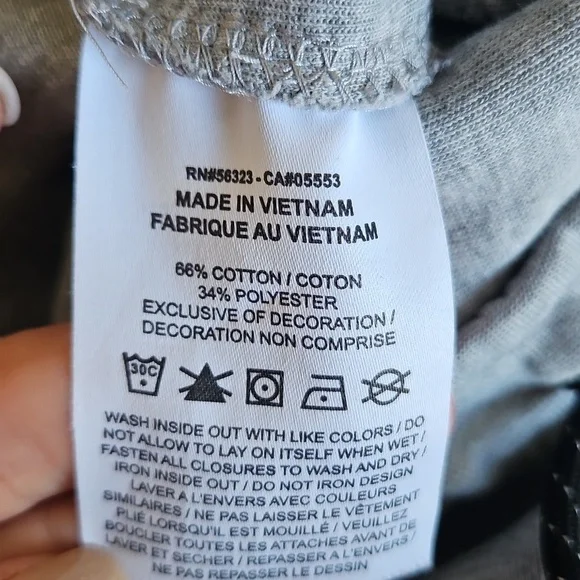 RN#56323 - CA#05553
MADE IN VIETNAM
FABRIQUE AU VIETNAM
66% COTTON / COTON
34% POLYESTER
EXCLUSIVE OF DECORATION /
DECORATION NON COMPRISE
30C
WASH INSIDE OUT WITH LIKE COLORS / DO
NOT ALLOW TO LAY ON ITSELF WHEN WET /
FASTEN ALL CLOSURES TO WASH AND DRY /
IRON INSIDE OUT / DO NOT IRON DESIGN
LAVER A L'ENVERS AVEC COULEURS
SIMILAIRES / NE PAS LAISSER LE VÊTEMENT
PLIÉ LORSQU'IL EST MOUILLÉ / VEUILLEZ
BOUCLER TOUTES LES ATTACHES AVANT DE
LAVER ET SÉCHER / REPASSER A L'ENVERS /
NE PAS REPASSER LE DESSIN